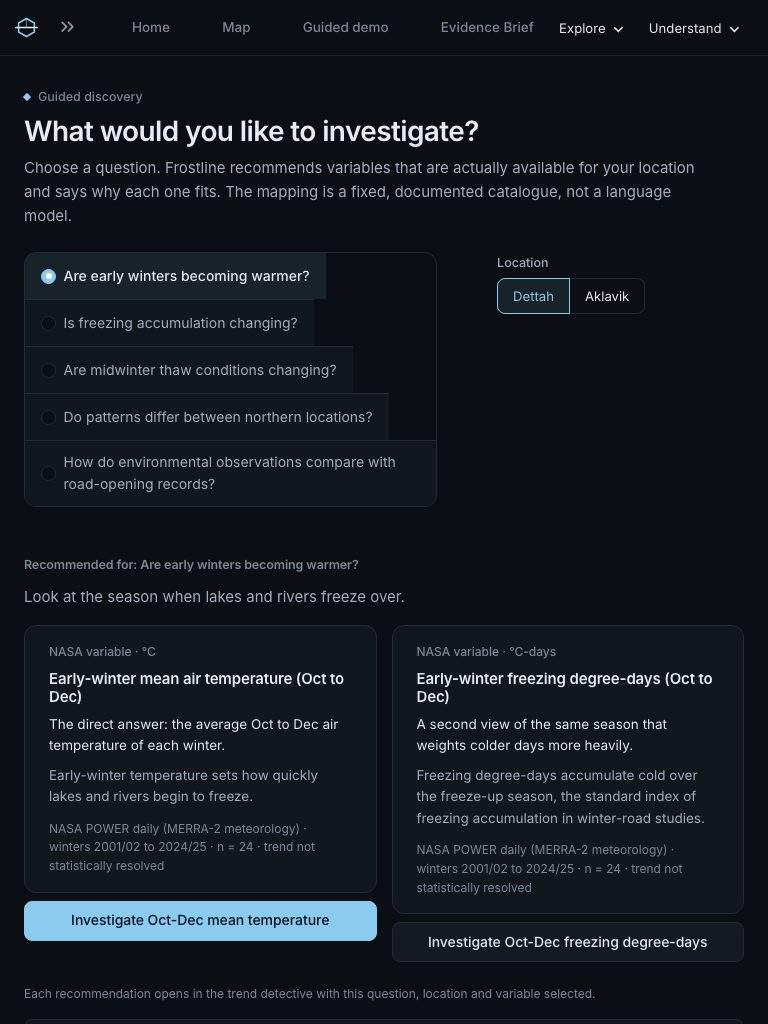 Home
Map
Guided demo
Evidence Brief
Explore
Understand
Guided discovery
What would you like to investigate?
Choose a question. Frostline recommends variables that are actually available for your location
and says why each one fits. The mapping is a fixed, documented catalogue, not a language
model.
Are early winters becoming warmer?
Is freezing accumulation changing?
Are midwinter thaw conditions changing?
Do patterns differ between northern locations?
How do environmental observations compare with
road-opening records?
Location
Dettah
Aklavik
Recommended for: Are early winters becoming warmer?
Look at the season when lakes and rivers freeze over.
NASA variable · °C
Early-winter mean air temperature (Oct to
Dec)
The direct answer: the average Oct to Dec air
temperature of each winter.
Early-winter temperature sets how quickly
lakes and rivers begin to freeze.
NASA POWER daily (MERRA-2 meteorology) ·
winters 2001/02 to 2024/25 · n = 24 · trend not
statistically resolved
Investigate Oct-Dec mean temperature
NASA variable · °C-days
Early-winter freezing degree-days (Oct to
Dec)
A second view of the same season that
weights colder days more heavily.
Freezing degree-days accumulate cold over
the freeze-up season, the standard index of
freezing accumulation in winter-road studies.
NASA POWER daily (MERRA-2 meteorology) ·
winters 2001/02 to 2024/25 · n = 24 · trend not
statistically resolved
Investigate Oct-Dec freezing degree-days
Each recommendation opens in the trend detective with this question, location and variable selected.